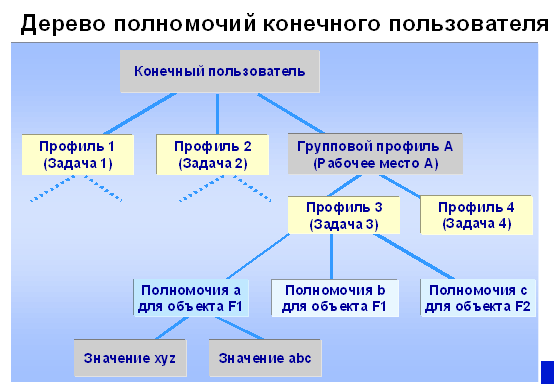 Дерево полномочий конечного пользователя
Конечный пользователь
Профиль 1
(Задача 1)
Профиль 2
(Задача 2)
Групповой профиль А
(Рабочее место А)
Профиль 3
(Задача 3)
Профиль 4
(Задача 4)
Полномочия a
для объекта F1
Полномочия b
для объекта F1
Полномочия c
для объекта F2
Значение xyz
Значение abc